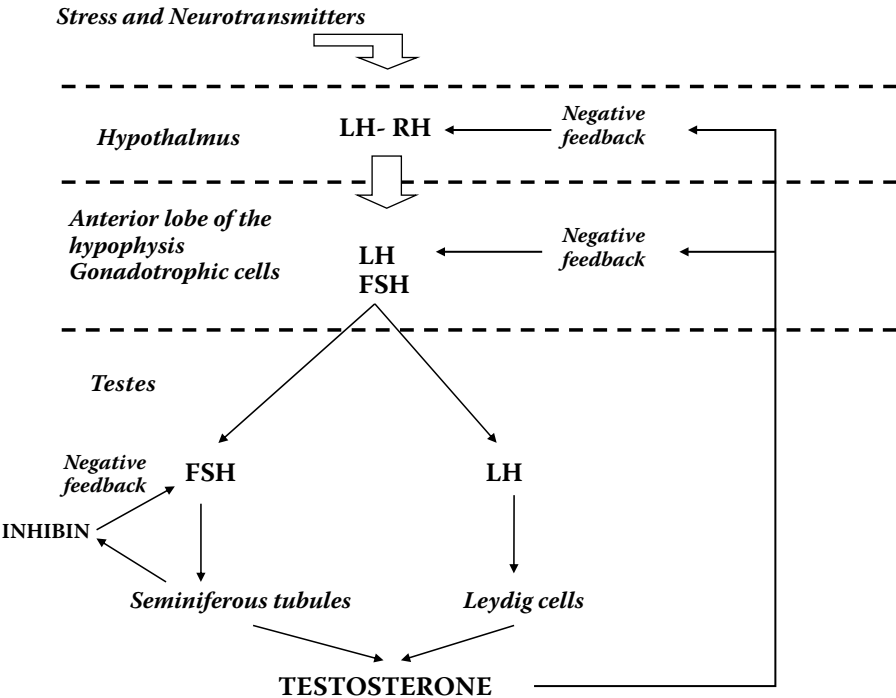 Stress and Neurotransmitters
Hypothalmus
LH- RH
Negative
feedback
Anterior lobe of the
hypophysis
Gonadotrophic cells
LH
FSH
Negative
feedback
Testes
Negative
feedback
FSH
LH
INHIBIN
Seminiferous tubules
Leydig cells
TESTOSTERONE